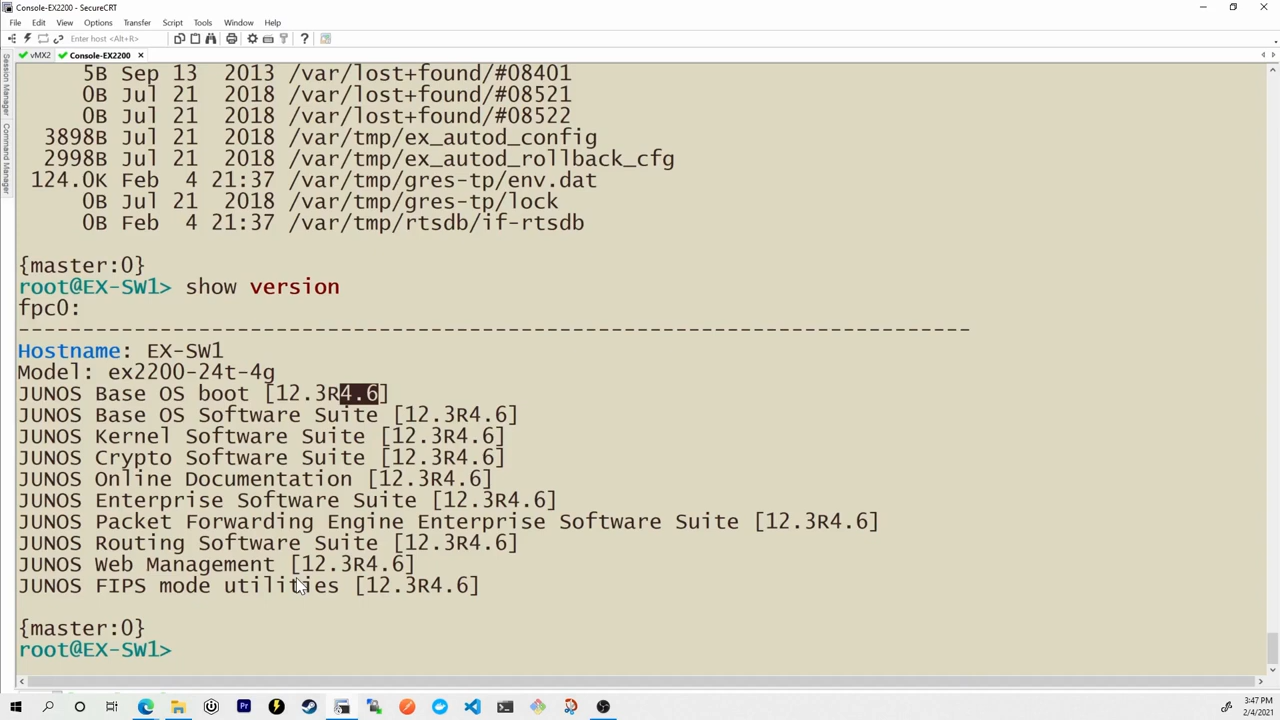 Console-EX2200 - SecureCRT
File Edit View Options Transfer Script Tools Window Help
Enter host <Alt+R>
vMX2 Console-EX2200
Session Manager
Command Manager
5B Sep 13 2013 /var/lost+found/#08401
0B Jul 21 2018 /var/lost+found/#08521
0B Jul 21 2018 /var/lost+found/#08522
3898B Jul 21 2018 /var/tmp/ex_autod_config
2998B Jul 21 2018 /var/tmp/ex_autod_rollback_cfg
124.0K Feb 4 21:37 /var/tmp/gres-tp/env.dat
0B Jul 21 2018 /var/tmp/gres-tp/lock
0B Feb 4 21:37 /var/tmp/rtsdb/if-rtsdb
{master:0}
root@EX-SW1> show version
fpc0:
--------------------------------------------------------------------------
Hostname: EX-SW1
Model: ex2200-24t-4g
JUNOS Base OS boot [12.3R4.6]
JUNOS Base OS Software Suite [12.3R4.6]
JUNOS Kernel Software Suite [12.3R4.6]
JUNOS Crypto Software Suite [12.3R4.6]
JUNOS Online Documentation [12.3R4.6]
JUNOS Enterprise Software Suite [12.3R4.6]
JUNOS Packet Forwarding Engine Enterprise Software Suite [12.3R4.6]
JUNOS Routing Software Suite [12.3R4.6]
JUNOS Web Management [12.3R4.6]
JUNOS FIPS mode utilities [12.3R4.6]
{master:0}
root@EX-SW1>
3:47 PM
2/4/2021